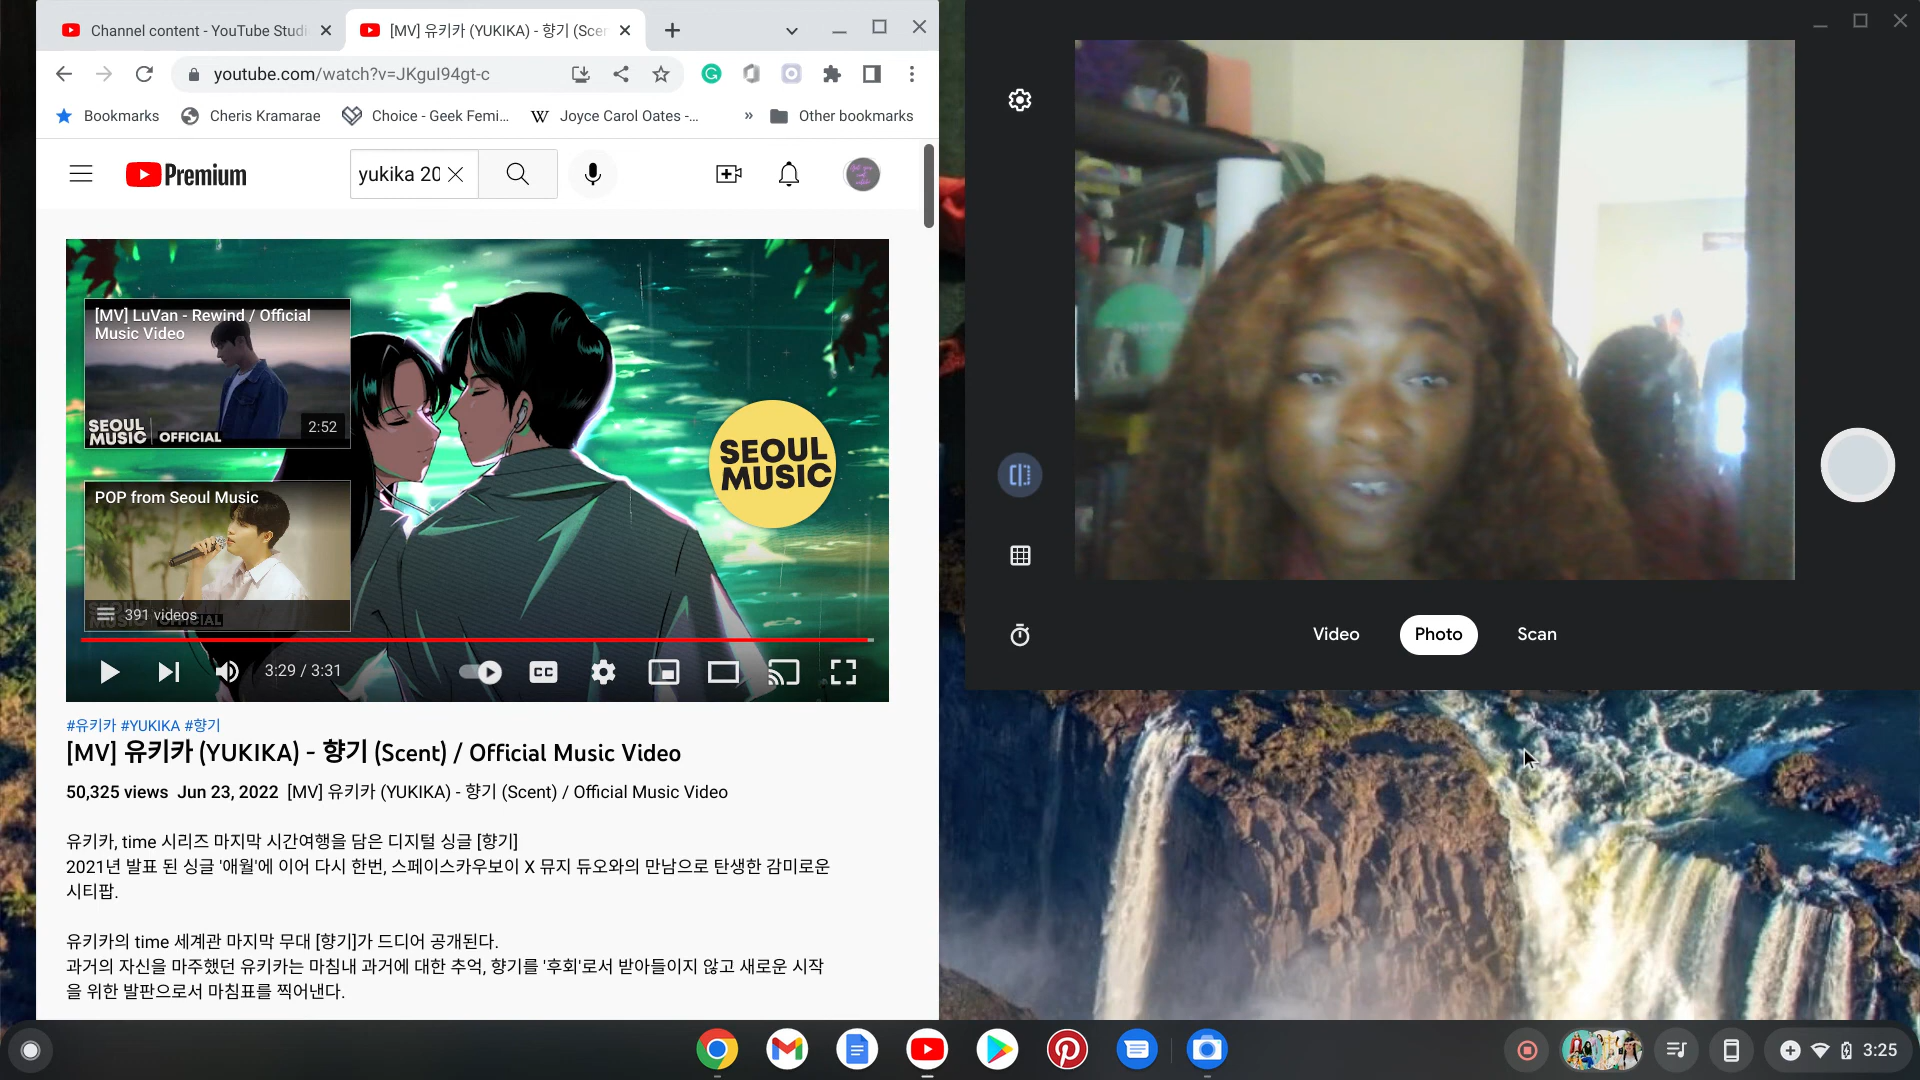 Channel content - YouTube Studi
[MV] 유키카 (YUKIKA) - 향기 (Scen
youtube.com/watch?v=JKguI94gt-c
Bookmarks
Cheris Kramarae
Choice - Geek Femi...
W
Joyce Carol Oates -...
»
Other bookmarks
Premium
yukika 20
[MV] LuVan - Rewind / Official
Music Video
SEOUL
MUSIC
OFFICIAL
2:52
POP from Seoul Music
391 videos
SEOUL
MUSIC
3:29 / 3:31
CC
#유키카 #YUKIKA #향기
[MV] 유키카 (YUKIKA) - 향기 (Scent) / Official Music Video
50,325 views Jun 23, 2022 [MV] 유키카 (YUKIKA) - 향기 (Scent) / Official Music Video
유키카, time 시리즈 마지막 시간여행을 담은 디지털 싱글 [향기]
2021년 발표 된 싱글 '애월'에 이어 다시 한번, 스페이스카우보이 X 뮤지 듀오와의 만남으로 탄생한 감미로운
시티팝.
유키카의 time 세계관 마지막 무대 [향기]가 드디어 공개된다.
과거의 자신을 마주했던 유키카는 마침내 과거에 대한 추억, 향기를 '후회'로서 받아들이지 않고 새로운 시작
을 위한 발판으로서 마침표를 찍어낸다.
Video
Photo
Scan
3:25